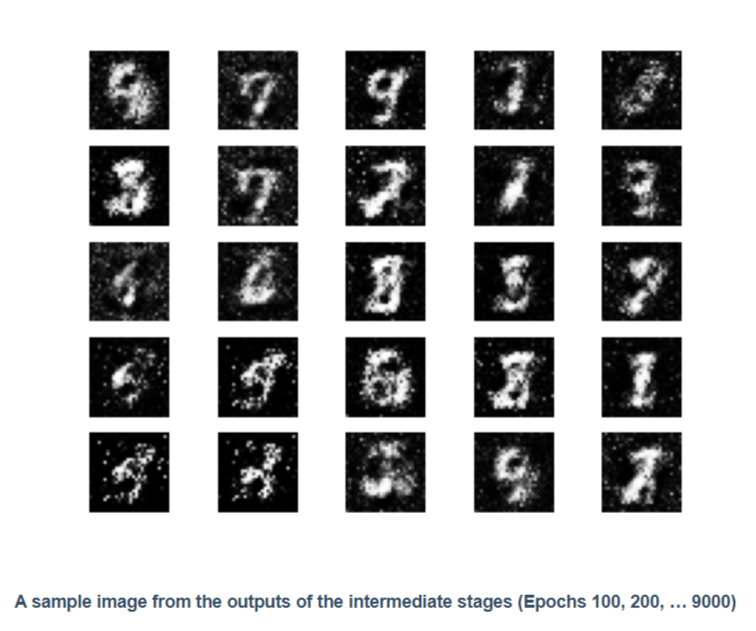 A sample image from the outputs of the intermediate stages (Epochs 100, 200, ... 9000)